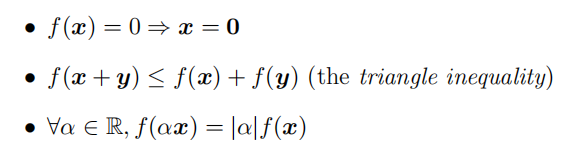 • f(x) = 0 ⇒ x = 0
• f(x + y) ≤ f(x) + f(y) (the triangle inequality)
• ∀α ∈ ℝ, f(αx) = |α|f(x)